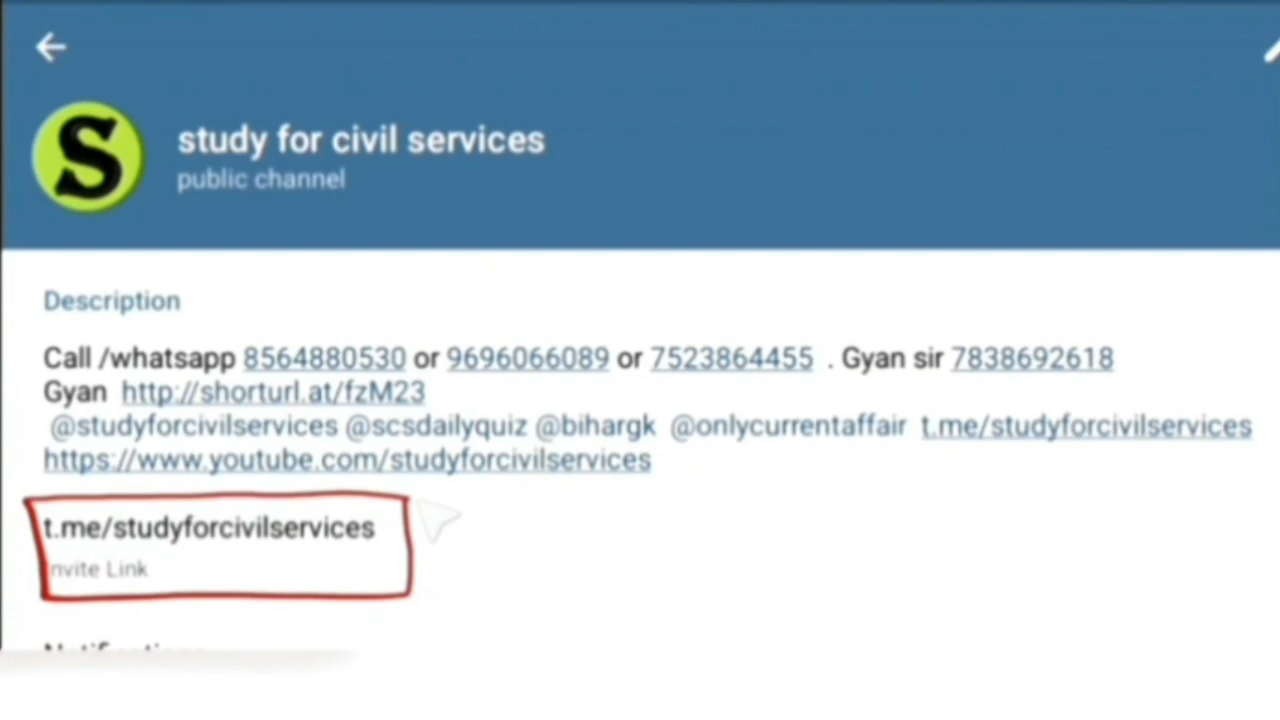 S
study for civil services
public channel
Description
Call /whatsapp 8564880530 or 9696066089 or 7523864455 . Gyan sir 7838692618
Gyan http://shorturl.at/fzM23
@studyforcivilservices @scsdailyquiz @bihargk @onlycurrentaffair t.me/studyforcivilservices
https://www.youtube.com/studyforcivilservices
t.me/studyforcivilservices
Invite Link